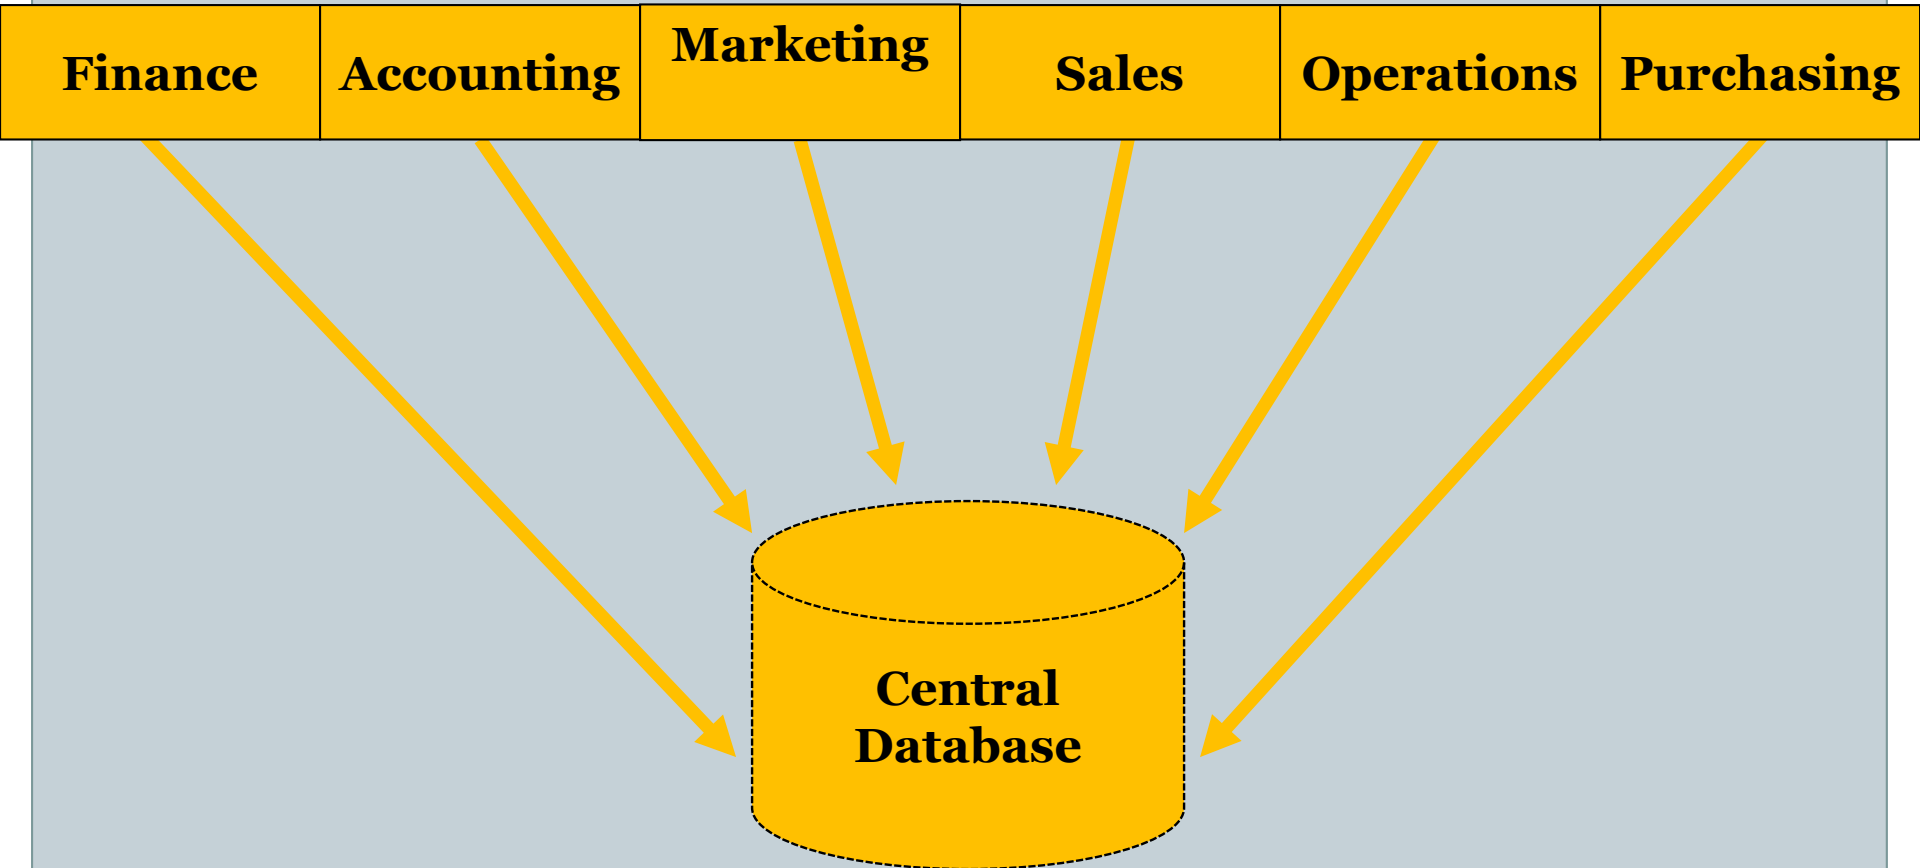 Finance
Accounting
Marketing
Sales
Operations
Purchasing
Central
Database